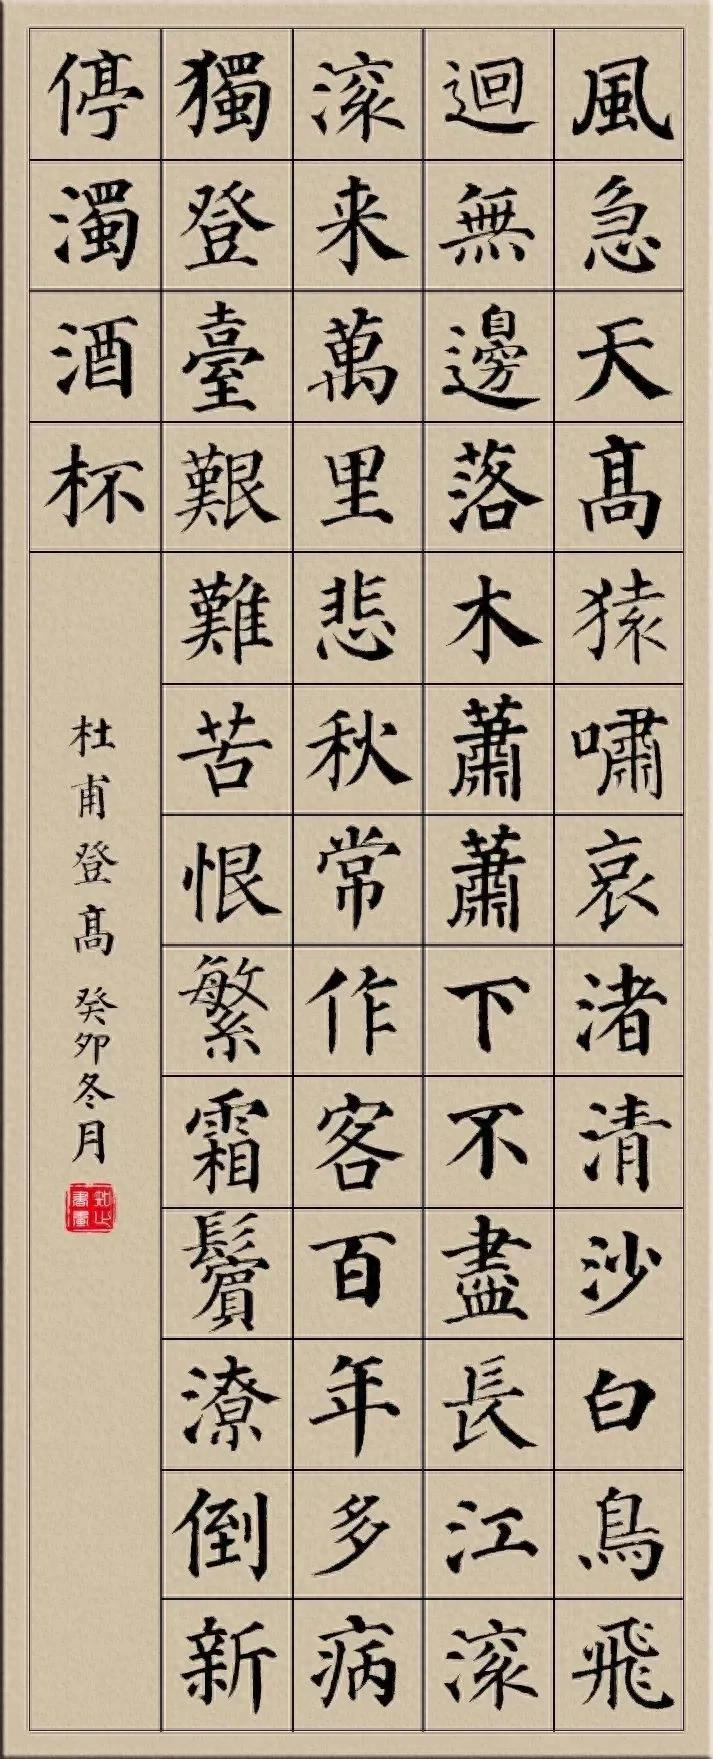 風急天髙猿嘯哀渚清沙白鳥飛
迴無邊落木蕭蕭下不盡長江滚
滚来萬里悲秋常作客百年多病
獨登臺艱難苦恨繁霜鬢潦倒新
停濁酒杯
杜甫登髙 癸卯冬月